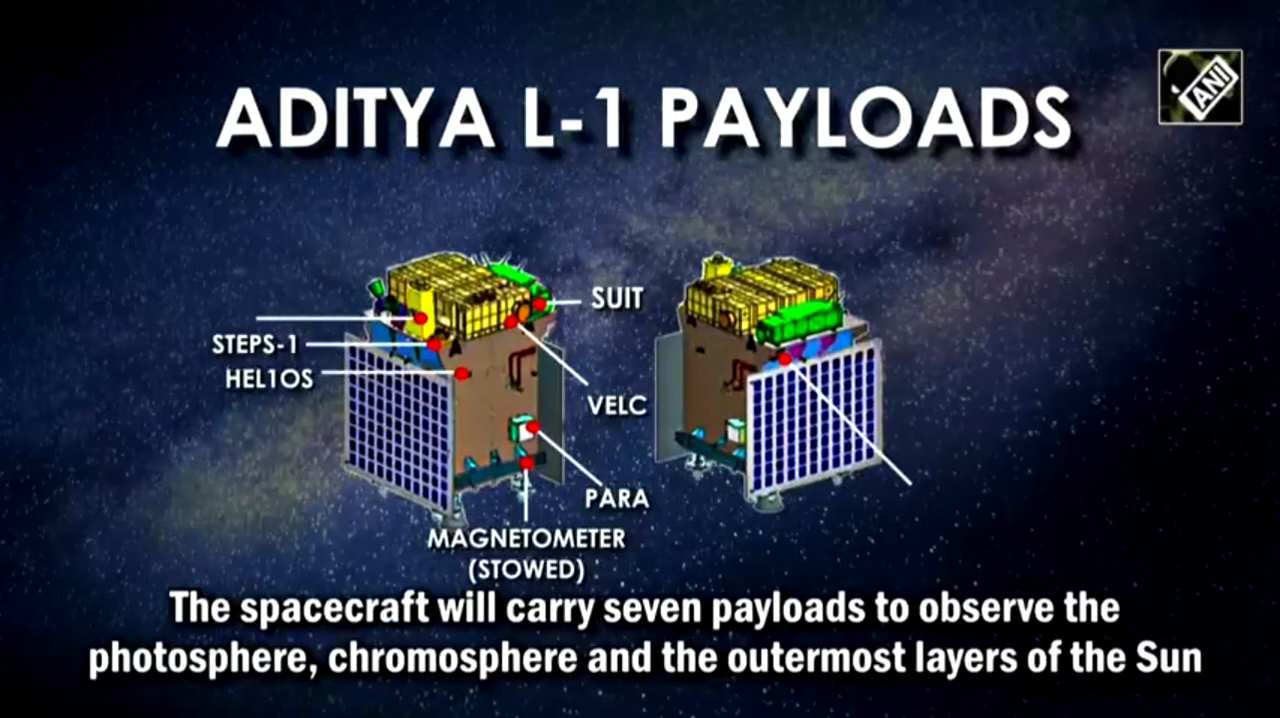 ANI
ADITYA L-1 PAYLOADS
SUIT
STEPS-1
HEL1OS
VELC
PARA
MAGNETOMETER
(STOWED)
The spacecraft will carry seven payloads to observe the
photosphere, chromosphere and the outermost layers of the Sun